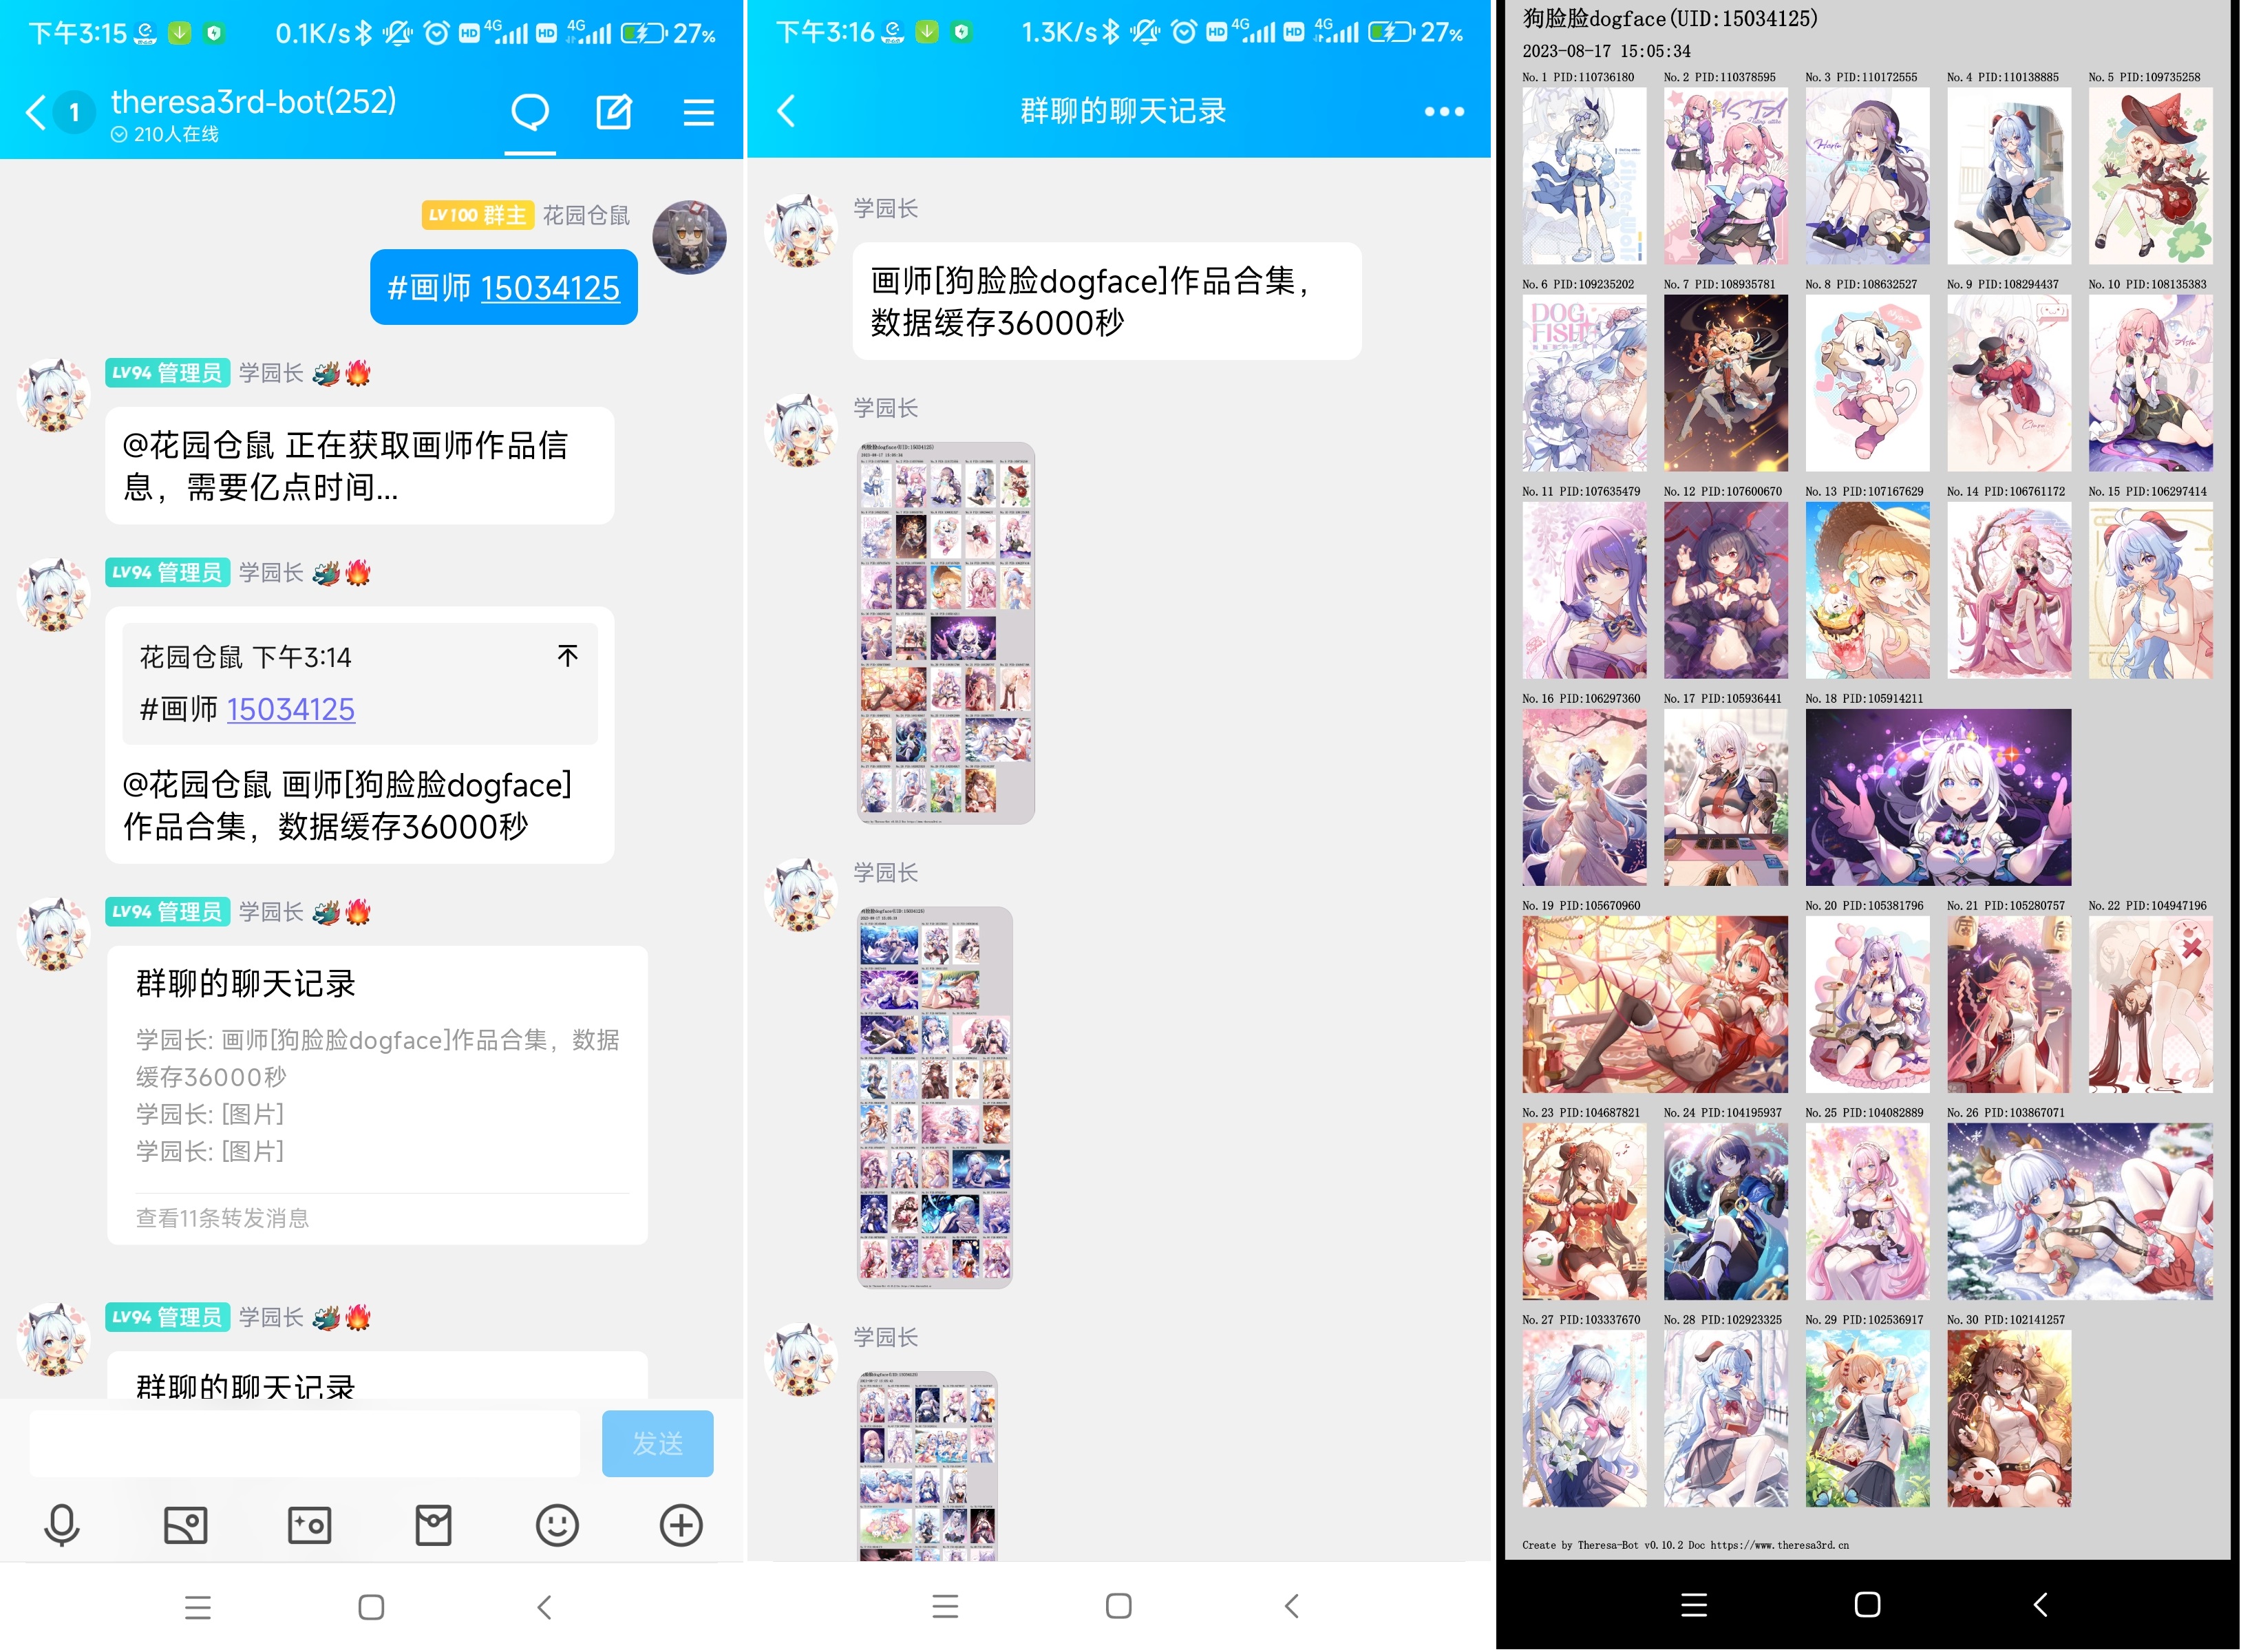 下午3:15
0.1K/s
HD 4G HD 4G 27%
1
theresa3rd-bot(252)
210人在线
LV100 群主 花园仓鼠
#画师 15034125
LV94 管理员 学园长
@花园仓鼠 正在获取画师作品信
息，需要亿点时间...
LV94 管理员 学园长
花园仓鼠 下午3:14
#画师 15034125
@花园仓鼠 画师[狗脸脸dogface]
作品合集，数据缓存36000秒
LV94 管理员 学园长
群聊的聊天记录
学园长: 画师[狗脸脸dogface]作品合集，数据
缓存36000秒
学园长: [图片]
学园长: [图片]
查看11条转发消息
LV94 管理员 学园长
群聊的聊天记录
发送
下午3:16
1.3K/s
HD 4G HD 4G 27%
群聊的聊天记录
学园长
画师[狗脸脸dogface]作品合集，
数据缓存36000秒
学园长
学园长
学园长
狗脸脸dogface(UID:15034125)
2023-08-17 15:05:34
No.1 PID:110736180 No.2 PID:110378595 No.3 PID:110172555 No.4 PID:110138885 No.5 PID:109735258
No.6 PID:109235202 No.7 PID:108935781 No.8 PID:108632527 No.9 PID:108294437 No.10 PID:108135383
DOG
FISH
No.11 PID:107635479 No.12 PID:107600670 No.13 PID:107167629 No.14 PID:106761172 No.15 PID:106297414
No.16 PID:106297360 No.17 PID:105936441 No.18 PID:105914211
No.19 PID:105670960 No.20 PID:105381796 No.21 PID:105280757 No.22 PID:104947196
No.23 PID:104687821 No.24 PID:104195937 No.25 PID:104082889 No.26 PID:103867071
No.27 PID:103337670 No.28 PID:102923325 No.29 PID:102536917 No.30 PID:102141257
Create by Theresa-Bot v0.10.2 Doc https://www.theresa3rd.cn